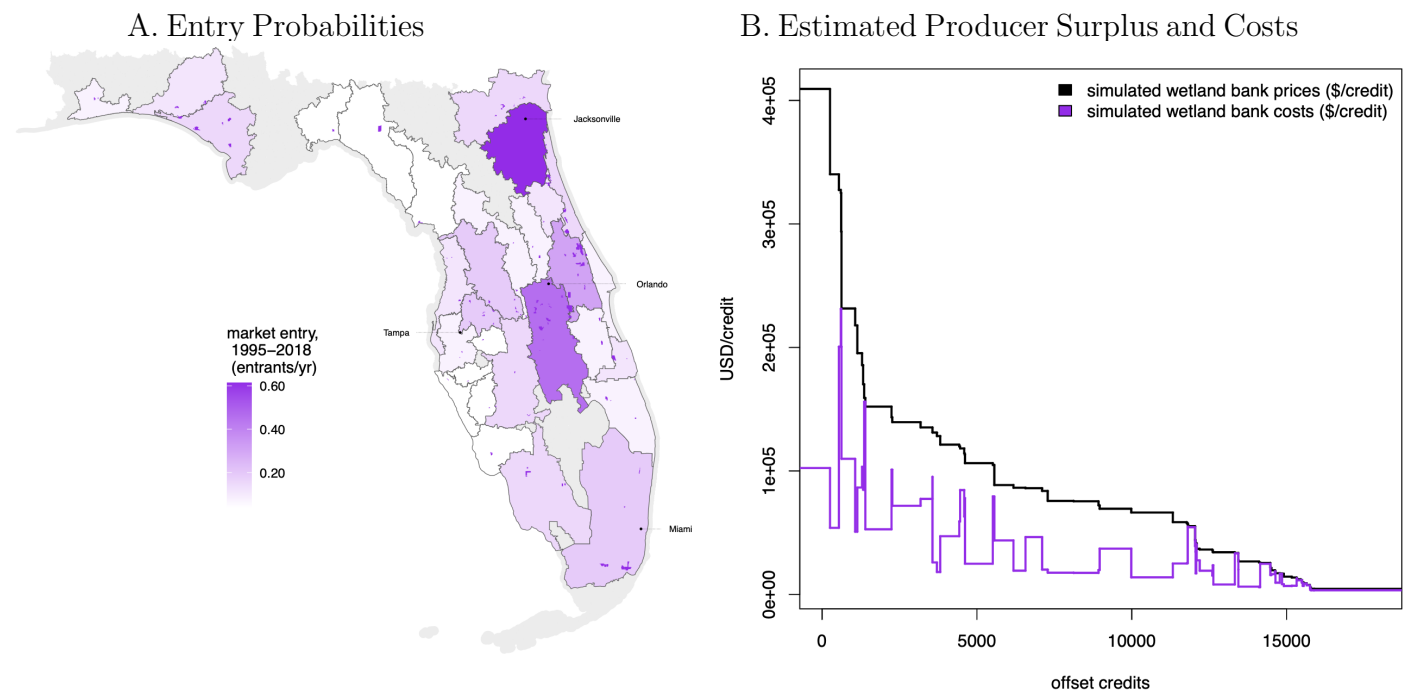 A. Entry Probabilities
Jacksonville
Orlando
Tampa
Miami
market entry,
1995–2018
(entrants/yr)
0.60
0.40
0.20
B. Estimated Producer Surplus and Costs
simulated wetland bank prices ($/credit)
simulated wetland bank costs ($/credit)
USD/credit
4e+05
3e+05
2e+05
1e+05
0e+00
0 5000 10000 15000
offset credits